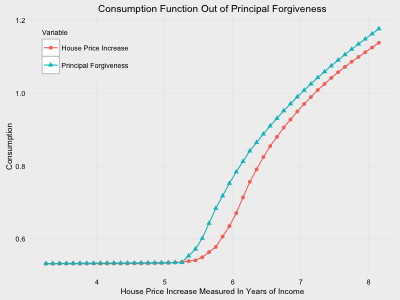 Consumption Function Out of Principal Forgiveness
1.2
Variable
House Price Increase
Principal Forgiveness
1.0
Consumption
0.8
0.6
4 5 6 7 8
House Price Increase Measured In Years of Income